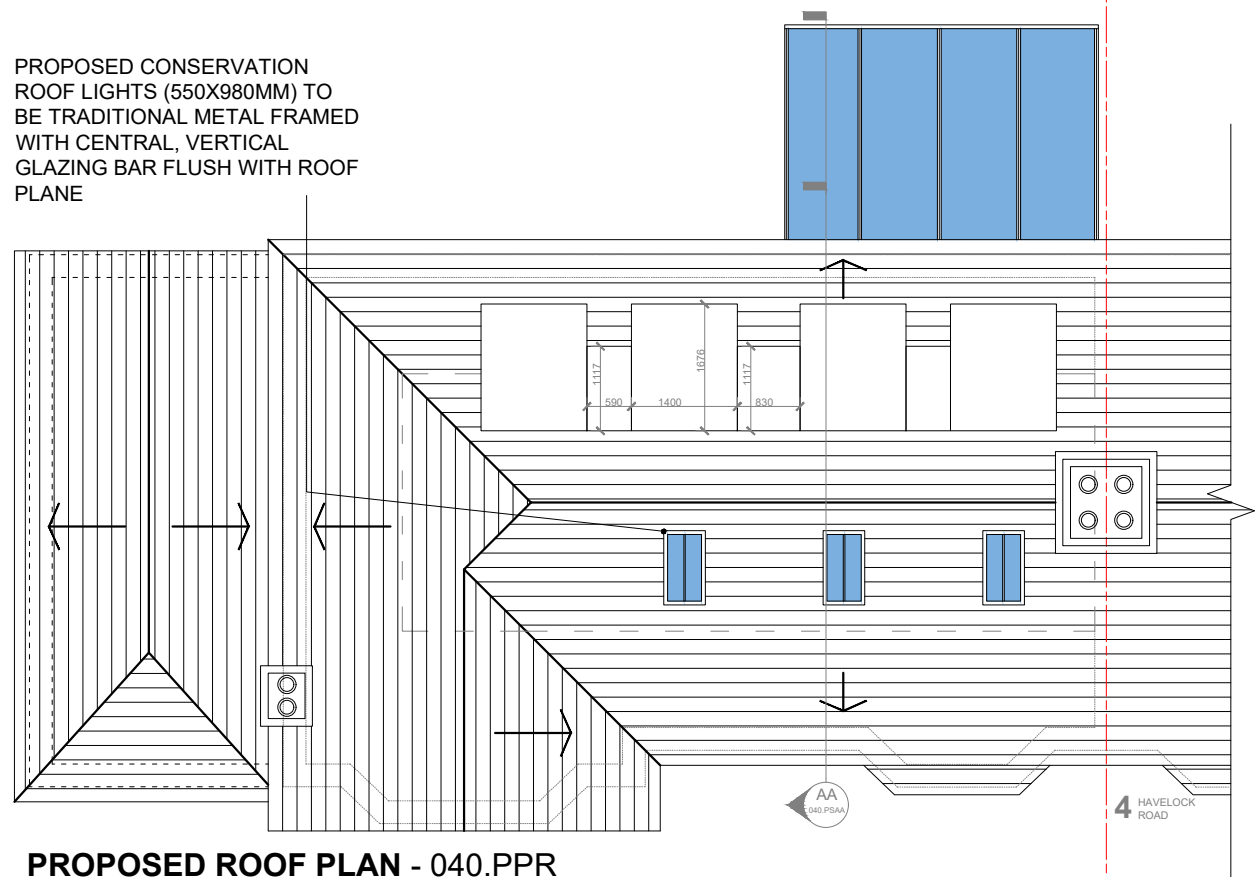 PROPOSED CONSERVATION
ROOF LIGHTS (550X980MM) TO
BE TRADITIONAL METAL FRAMED
WITH CENTRAL, VERTICAL
GLAZING BAR FLUSH WITH ROOF
PLANE
1117
590
1400
1676
1117
830
AA
040.PSAA
4 HAVELOCK
ROAD
PROPOSED ROOF PLAN - 040.PPR